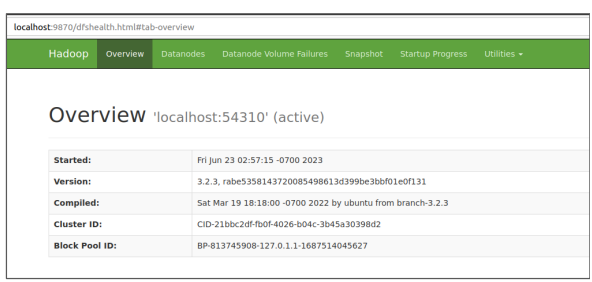 localhost:9870/dfshealth.html#tab-overview
Hadoop Overview Datanodes Datanode Volume Failures Snapshot Startup Progress Utilities
Overview 'localhost:54310' (active)
Started: Fri Jun 23 02:57:15 -0700 2023
Version: 3.2.3, rabe5358143720085498613d399be3bbf01e0f131
Compiled: Sat Mar 19 18:18:00 -0700 2022 by ubuntu from branch-3.2.3
Cluster ID: CID-21bbc2df-fb0f-4026-b04c-3b45a30398d2
Block Pool ID: BP-813745908-127.0.1.1-1687514045627